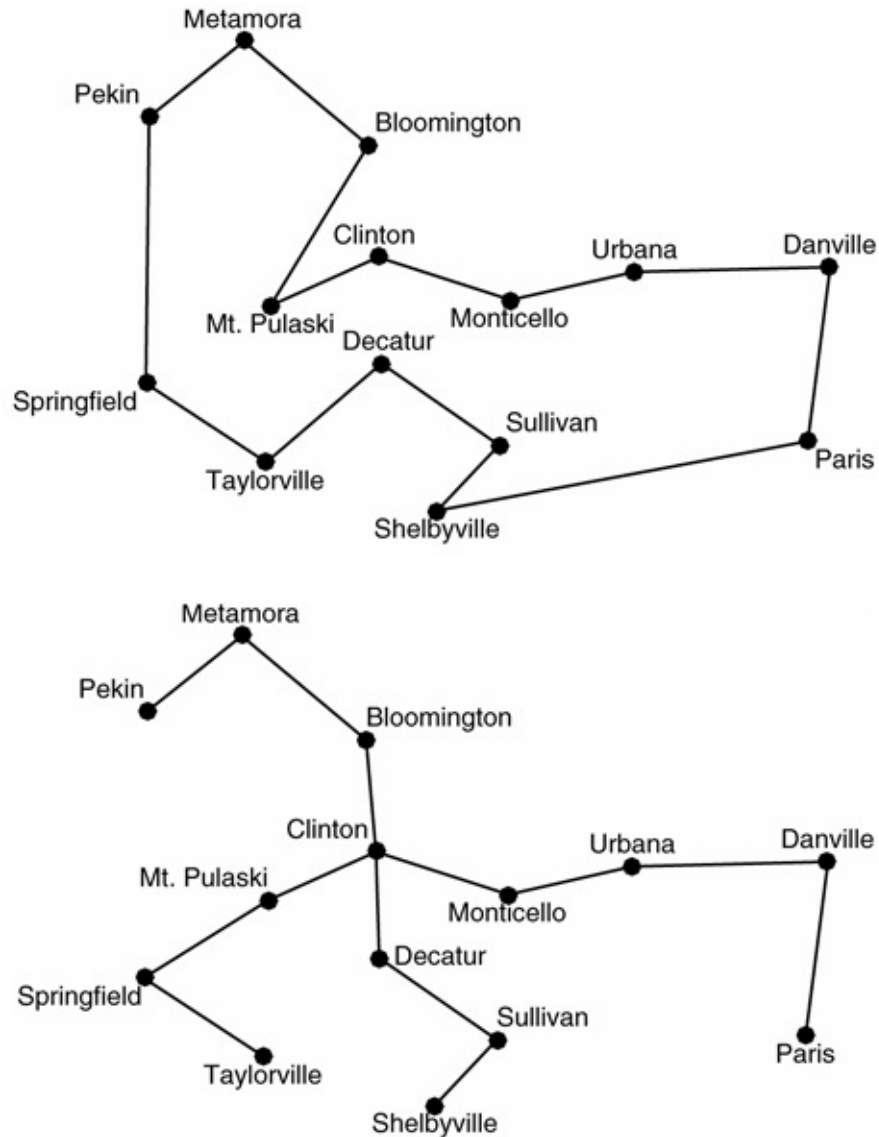 Metamora
Pekin
Bloomington
Clinton
Urbana
Danville
Mt. Pulaski
Monticello
Decatur
Springfield
Sullivan
Taylorville
Paris
Shelbyville
Metamora
Pekin
Bloomington
Clinton
Urbana
Danville
Mt. Pulaski
Monticello
Decatur
Springfield
Sullivan
Taylorville
Paris
Shelbyville